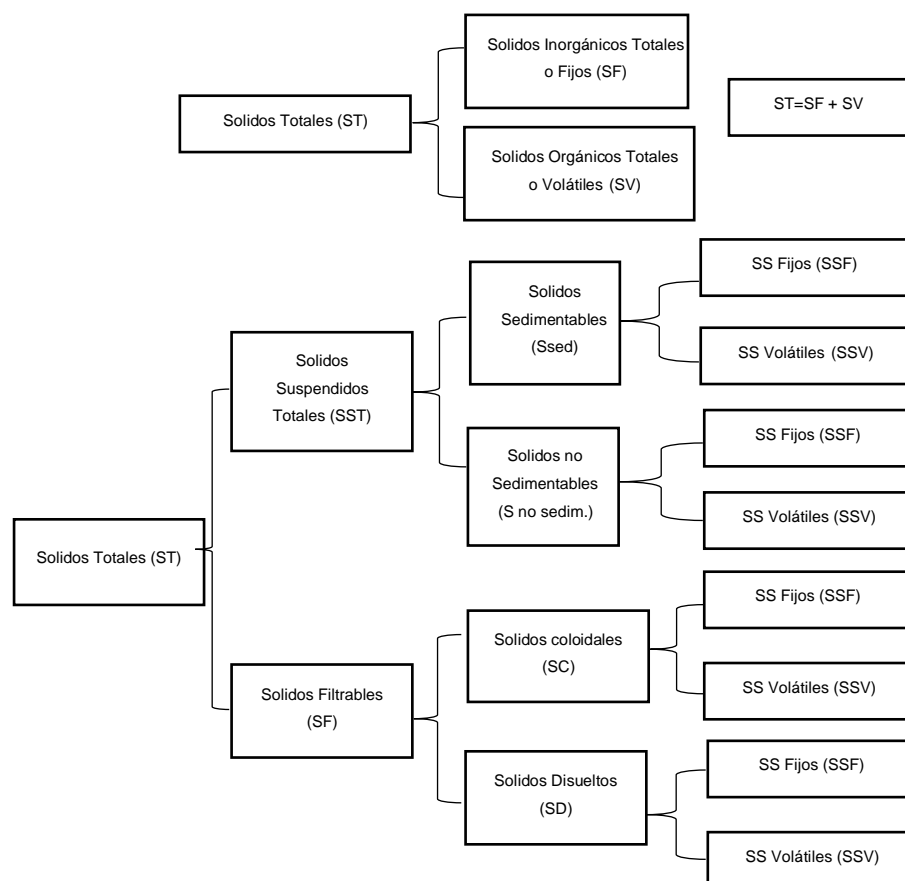 Solidos Inorgánicos Totales
o Fijos (SF)
ST=SF + SV
Solidos Totales (ST)
Solidos Orgánicos Totales
o Volátiles (SV)
SS Fijos (SSF)
Solidos
Sedimentables
(Ssed)
SS Volátiles (SSV)
Solidos
Suspendidos
Totales (SST)
SS Fijos (SSF)
Solidos no
Sedimentables
(S no sedim.)
SS Volátiles (SSV)
Solidos Totales (ST)
SS Fijos (SSF)
Solidos coloidales
(SC)
SS Volátiles (SSV)
Solidos Filtrables
(SF)
SS Fijos (SSF)
Solidos Disueltos
(SD)
SS Volátiles (SSV)